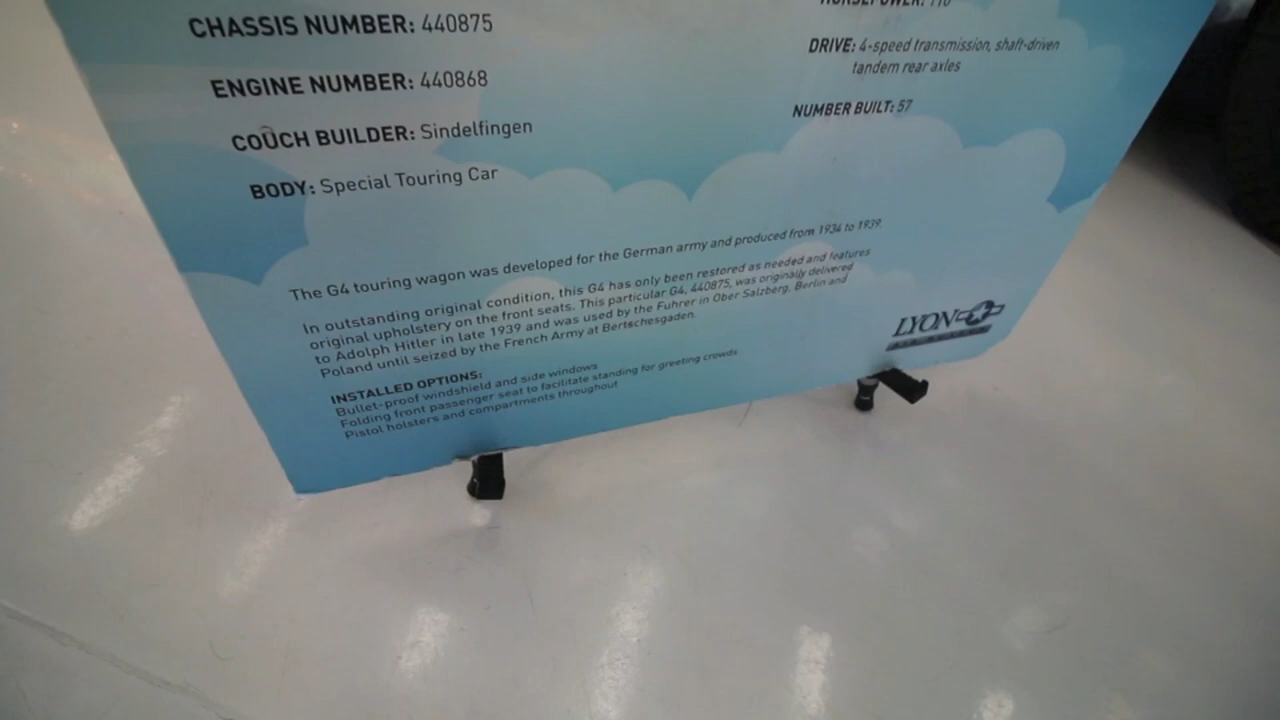 CHASSIS NUMBER: 440875
ENGINE NUMBER: 440868
COUCH BUILDER: Sindelfingen
BODY: Special Touring Car
HORSEPOWER: 110
DRIVE: 4-speed transmission, shaft-driven
tandem rear axles
NUMBER BUILT: 57
The G4 touring wagon was developed for the German army and produced from 1934 to 1939.
In outstanding original condition, this G4 has only been restored as needed and features
original upholstery on the front seats. This particular G4, 440875, was originally delivered
to Adolph Hitler in late 1939 and was used by the Fuhrer in Ober Salzberg, Berlin and
Poland until seized by the French Army at Bertschesgaden.
INSTALLED OPTIONS:
Bullet-proof windshield and side windows
Folding front passenger seat to facilitate standing for greeting crowds
Pistol holsters and compartments throughout
LYON